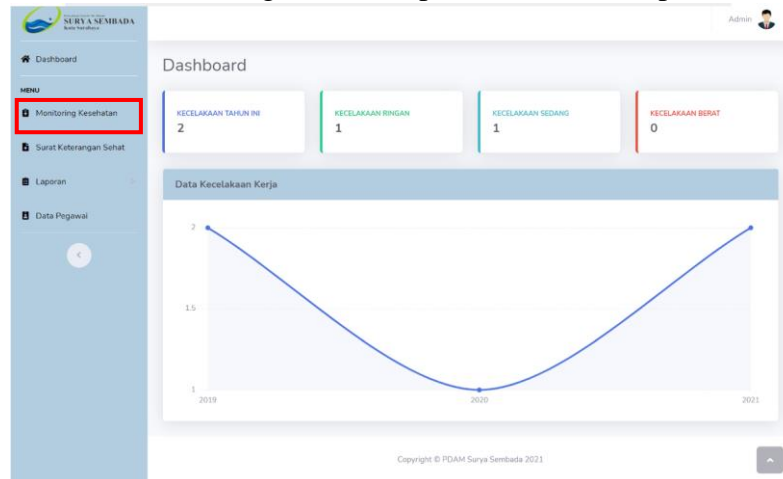 SURYA SEMBADA
Kota Surabaya
Admin
Dashboard
MENU
Monitoring Kesehatan
Surat Keterangan Sehat
Laporan
Data Pegawai
Dashboard
KECELAKAAN TAHUN INI
2
KECELAKAAN RINGAN
1
KECELAKAAN SEDANG
1
KECELAKAAN BERAT
0
Data Kecelakaan Kerja
2
1.5
1
2019
2020
2021
Copyright © PDAM Surya Sembada 2021